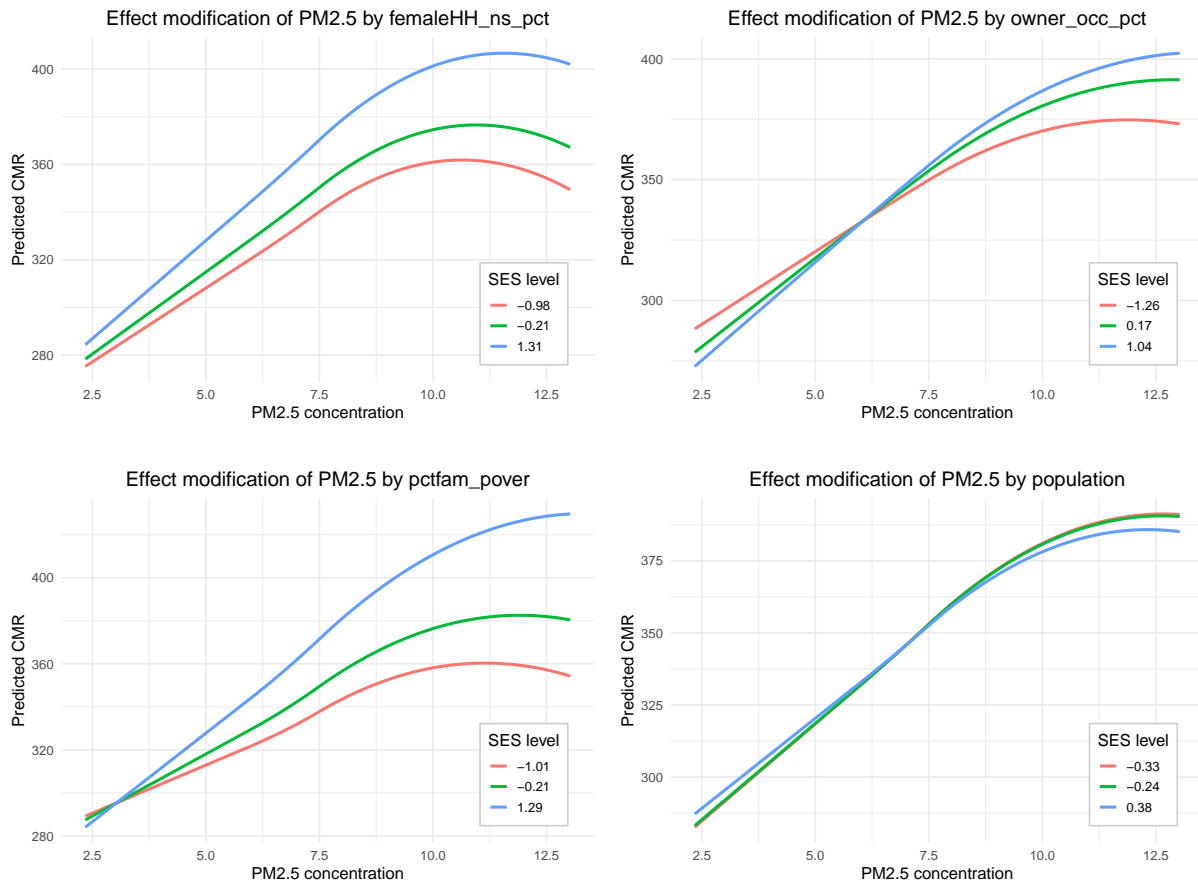 Effect modification of PM2.5 by femaleHH_ns_pct
Predicted CMR
400
360
320
280
SES level
−0.98
−0.21
1.31
2.5 5.0 7.5 10.0 12.5
PM2.5 concentration
Effect modification of PM2.5 by owner_occ_pct
Predicted CMR
400
350
300
SES level
−1.26
0.17
1.04
2.5 5.0 7.5 10.0 12.5
PM2.5 concentration
Effect modification of PM2.5 by pctfam_pover
Predicted CMR
400
360
320
280
SES level
−1.01
−0.21
1.29
2.5 5.0 7.5 10.0 12.5
PM2.5 concentration
Effect modification of PM2.5 by population
Predicted CMR
375
350
325
300
SES level
−0.33
−0.24
0.38
2.5 5.0 7.5 10.0 12.5
PM2.5 concentration